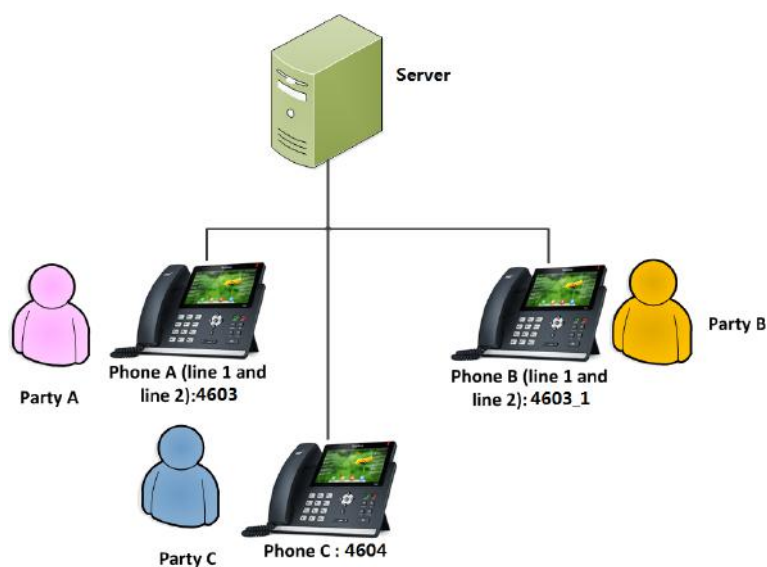 Server
Phone A (line 1 and
line 2):4603
Party A
Phone B (line 1 and
line 2): 4603_1
Party B
Phone C : 4604
Party C